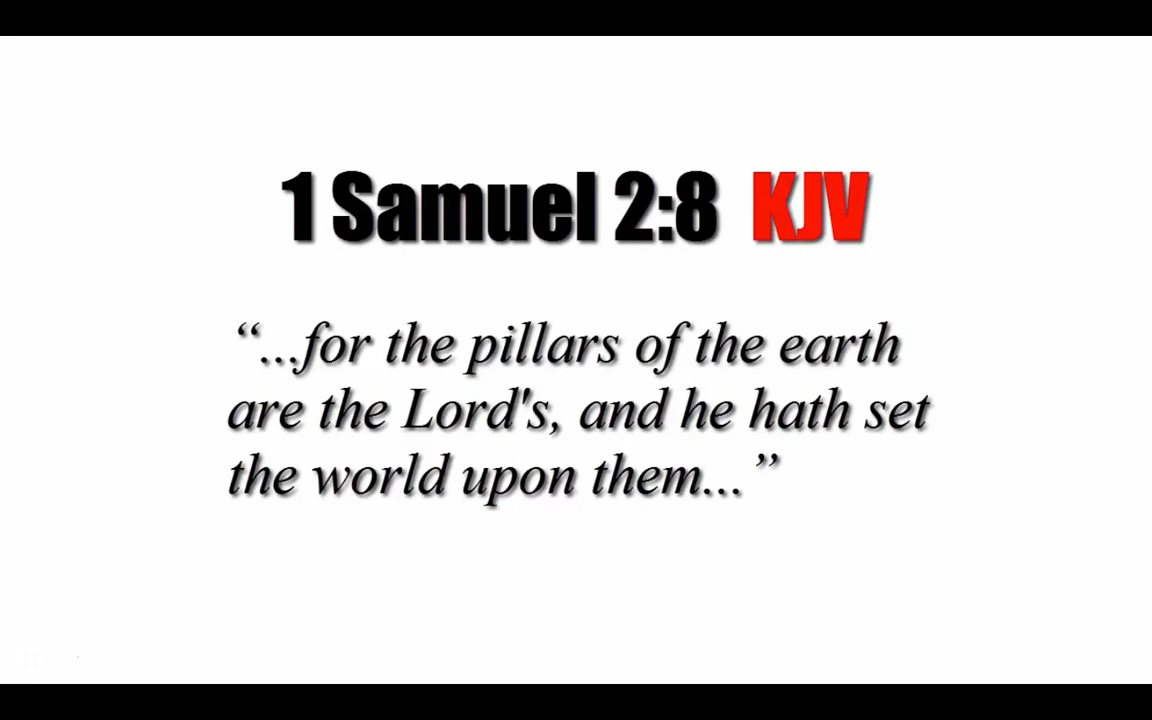 1 Samuel 2:8 KJV
“...for the pillars of the earth
are the Lord's, and he hath set
the world upon them...”